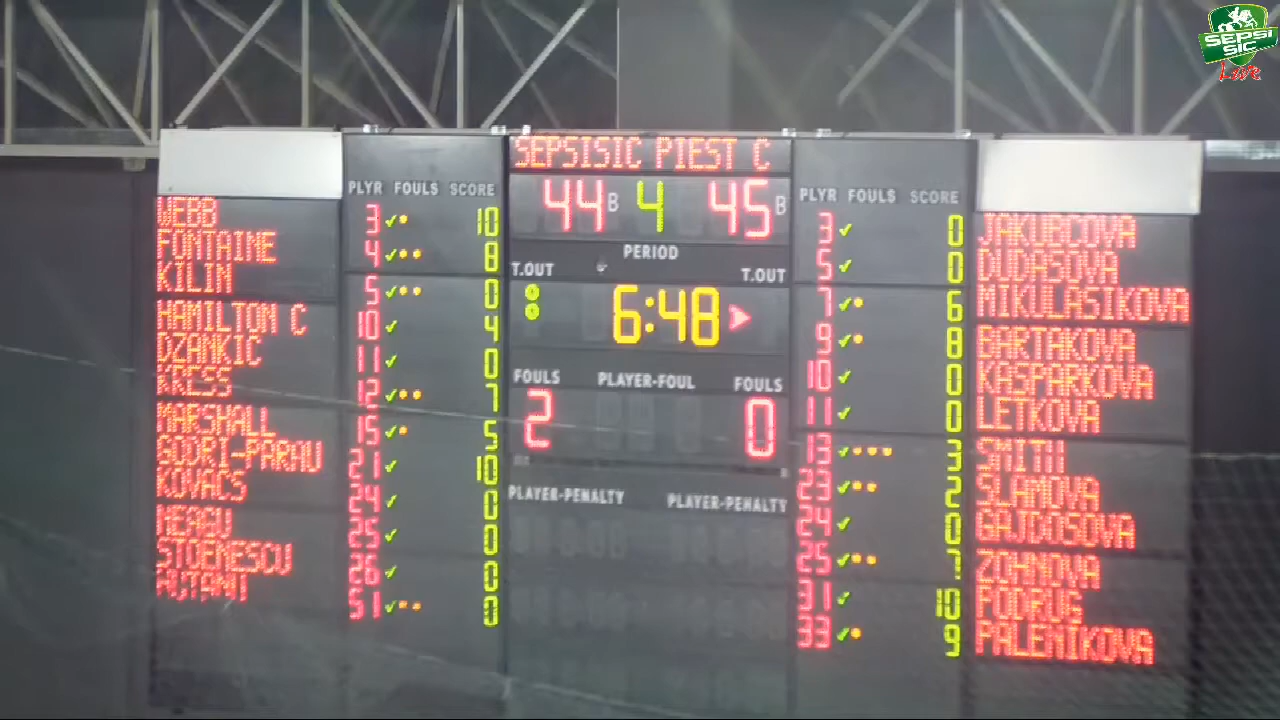 SEPSI
SIC
Live
SEPSISIC PIEST C
PLYR FOULS SCORE
44 B 4 45 B
PLYR FOULS SCORE
PERIOD
T.OUT T.OUT
8
8
6:48
FOULS PLAYER-FOUL FOULS
2 0
PLAYER-PENALTY PLAYER-PENALTY
WEBB 3 10
FONTAINE 4 8
KILIN 5 0
HAMILTON C 10 4
DZANKIC 11 0
KRESS 12 7
MARSHALL 15 5
GODRI-PARAU 21 10
KOVACS 24 0
MERAU 25 0
STOENESCU 26 0
51 0
3 0 JAKUBCOVA
5 0 DUDASOVA
7 6 MIKULASIKOVA
9 8 BARTAKOVA
10 0 KASPARKOVA
11 0 LETKOVA
13 3 SMITH
23 2 SLAMOVA
24 0 GAJDOSOVA
25 7 ZOHNOVA
31 10 PODRUG
33 9 PALENIKOVA